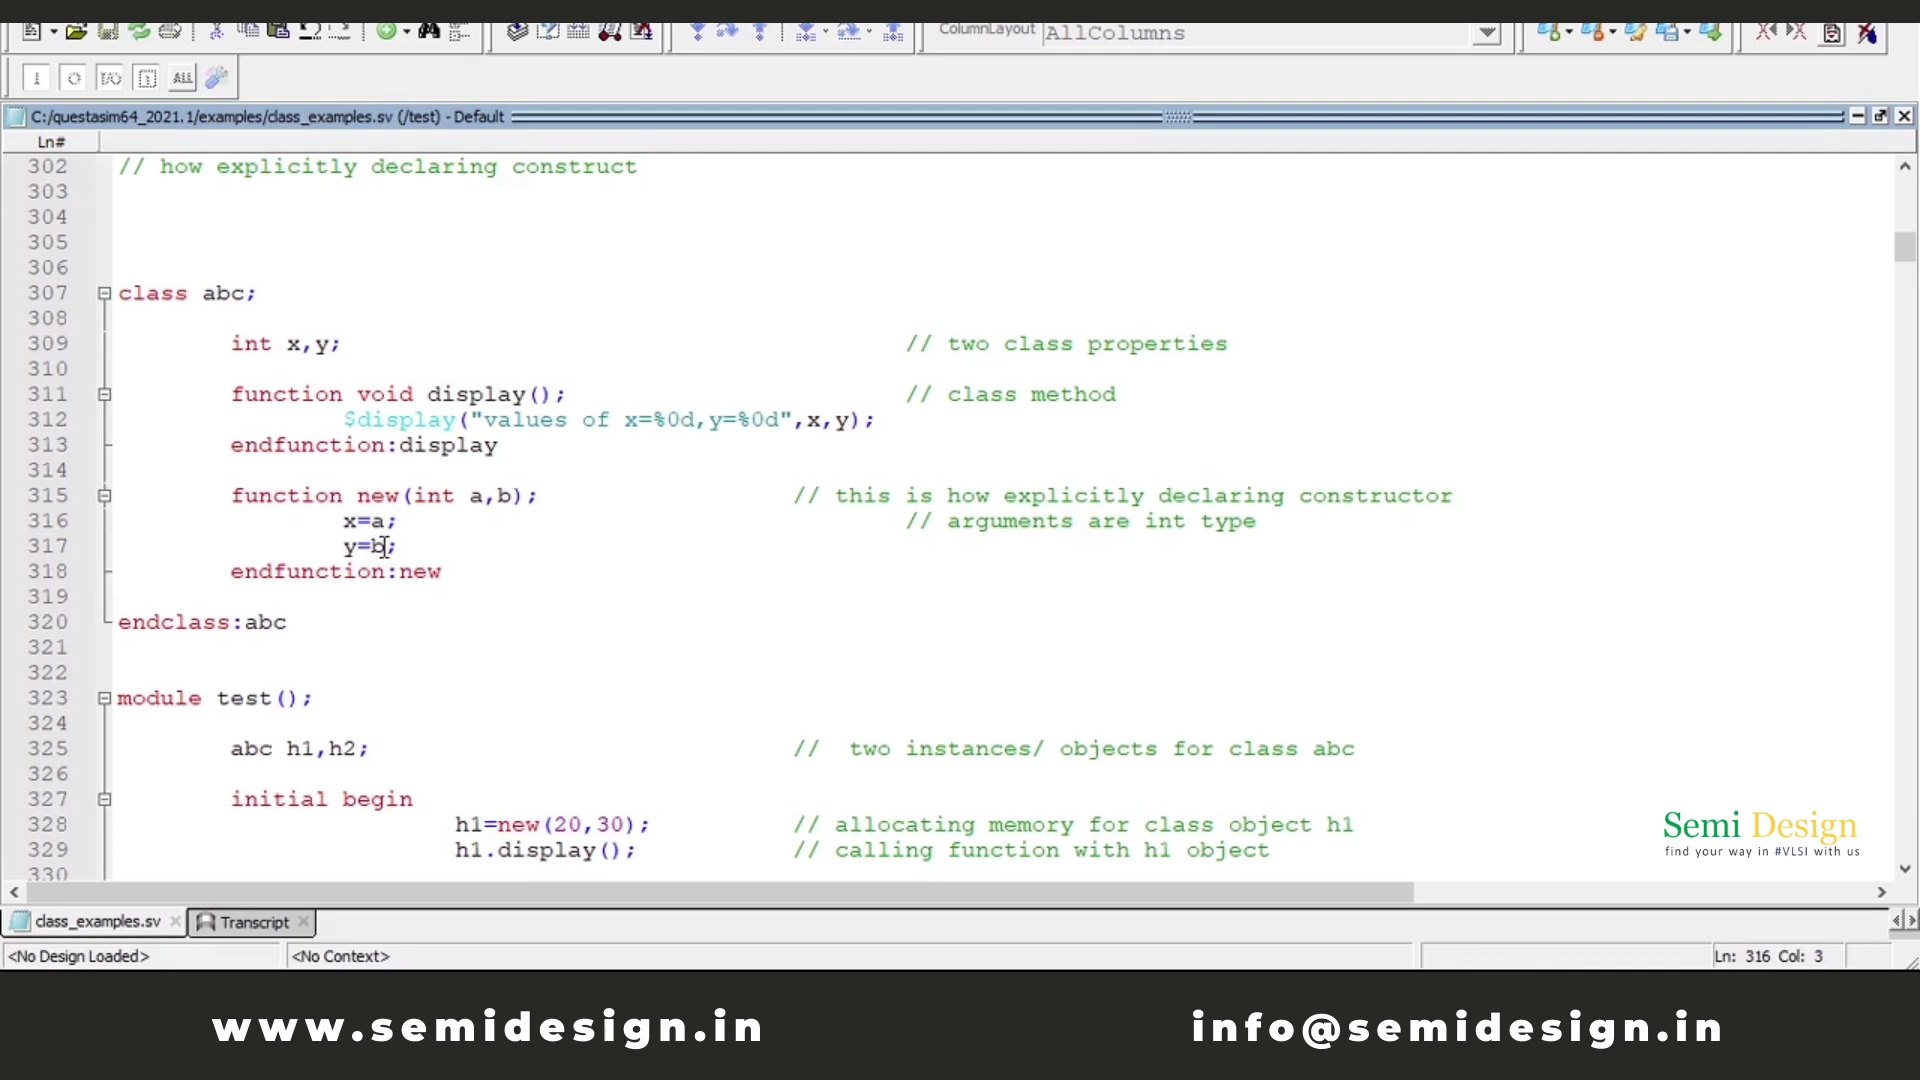 ColumnLayout AllColumns
I O I/O ALL
C:/questasim64_2021.1/examples/class_examples.sv (/test) - Default
Ln#
302 // how explicitly declaring construct
303
304
305
306
307 class abc;
308
309 int x,y; // two class properties
310
311 function void display(); // class method
312 $display("values of x=%0d,y=%0d",x,y);
313 endfunction:display
314
315 function new(int a,b); // this is how explicitly declaring constructor
316 x=a; // arguments are int type
317 y=b;
318 endfunction:new
319
320 endclass:abc
321
322
323 module test();
324
325 abc h1,h2; // two instances/ objects for class abc
326
327 initial begin
328 h1=new(20,30); // allocating memory for class object h1
329 h1.display(); // calling function with h1 object
330
Semi Design
find your way in #VLSI with us
class_examples.sv Transcript
<No Design Loaded> <No Context> Ln: 316 Col: 3
www.semidesign.in info@semidesign.in